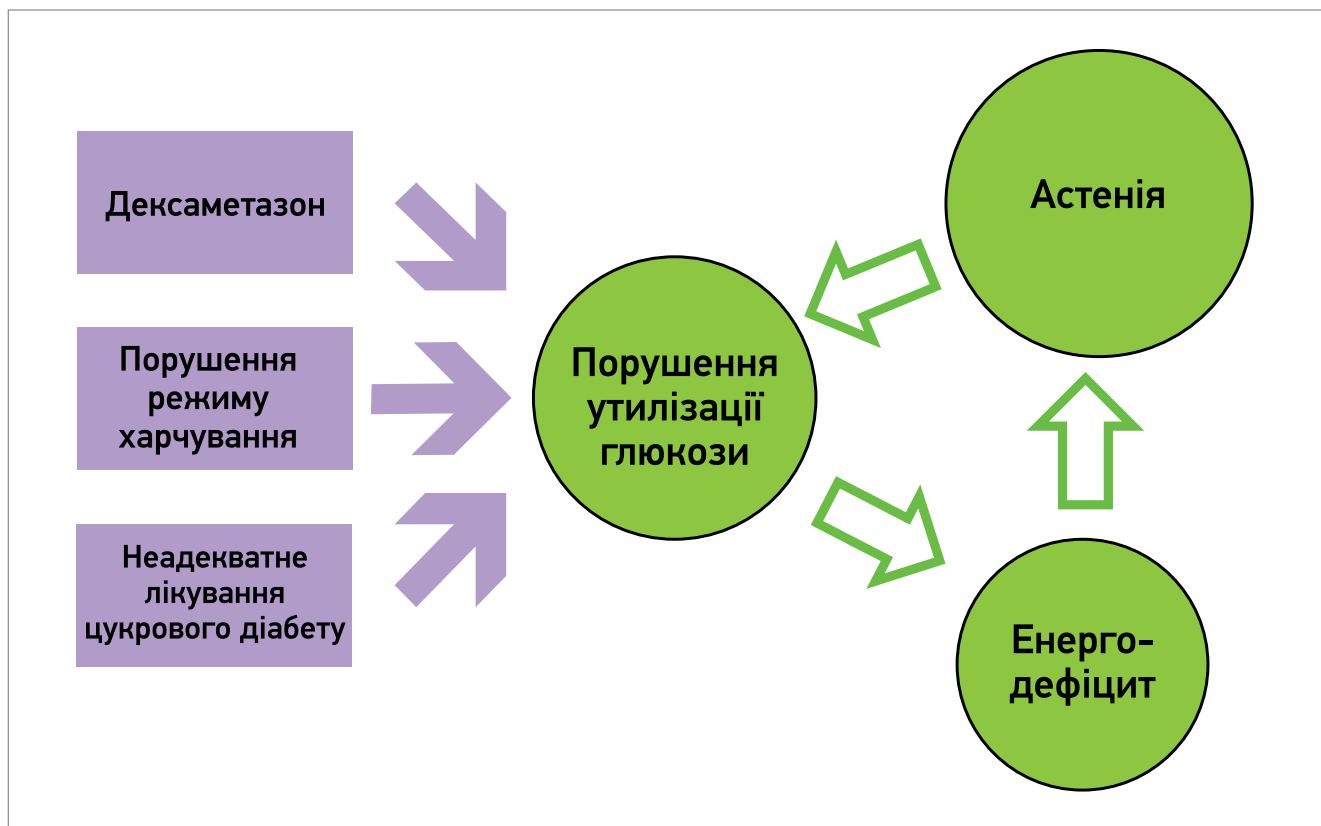 Дексаметазон
Порушення
режиму
харчування
Неадекватне
лікування
цукрового діабету
Порушення
утилізації
глюкози
Астенія
Енерго-
дефіцит